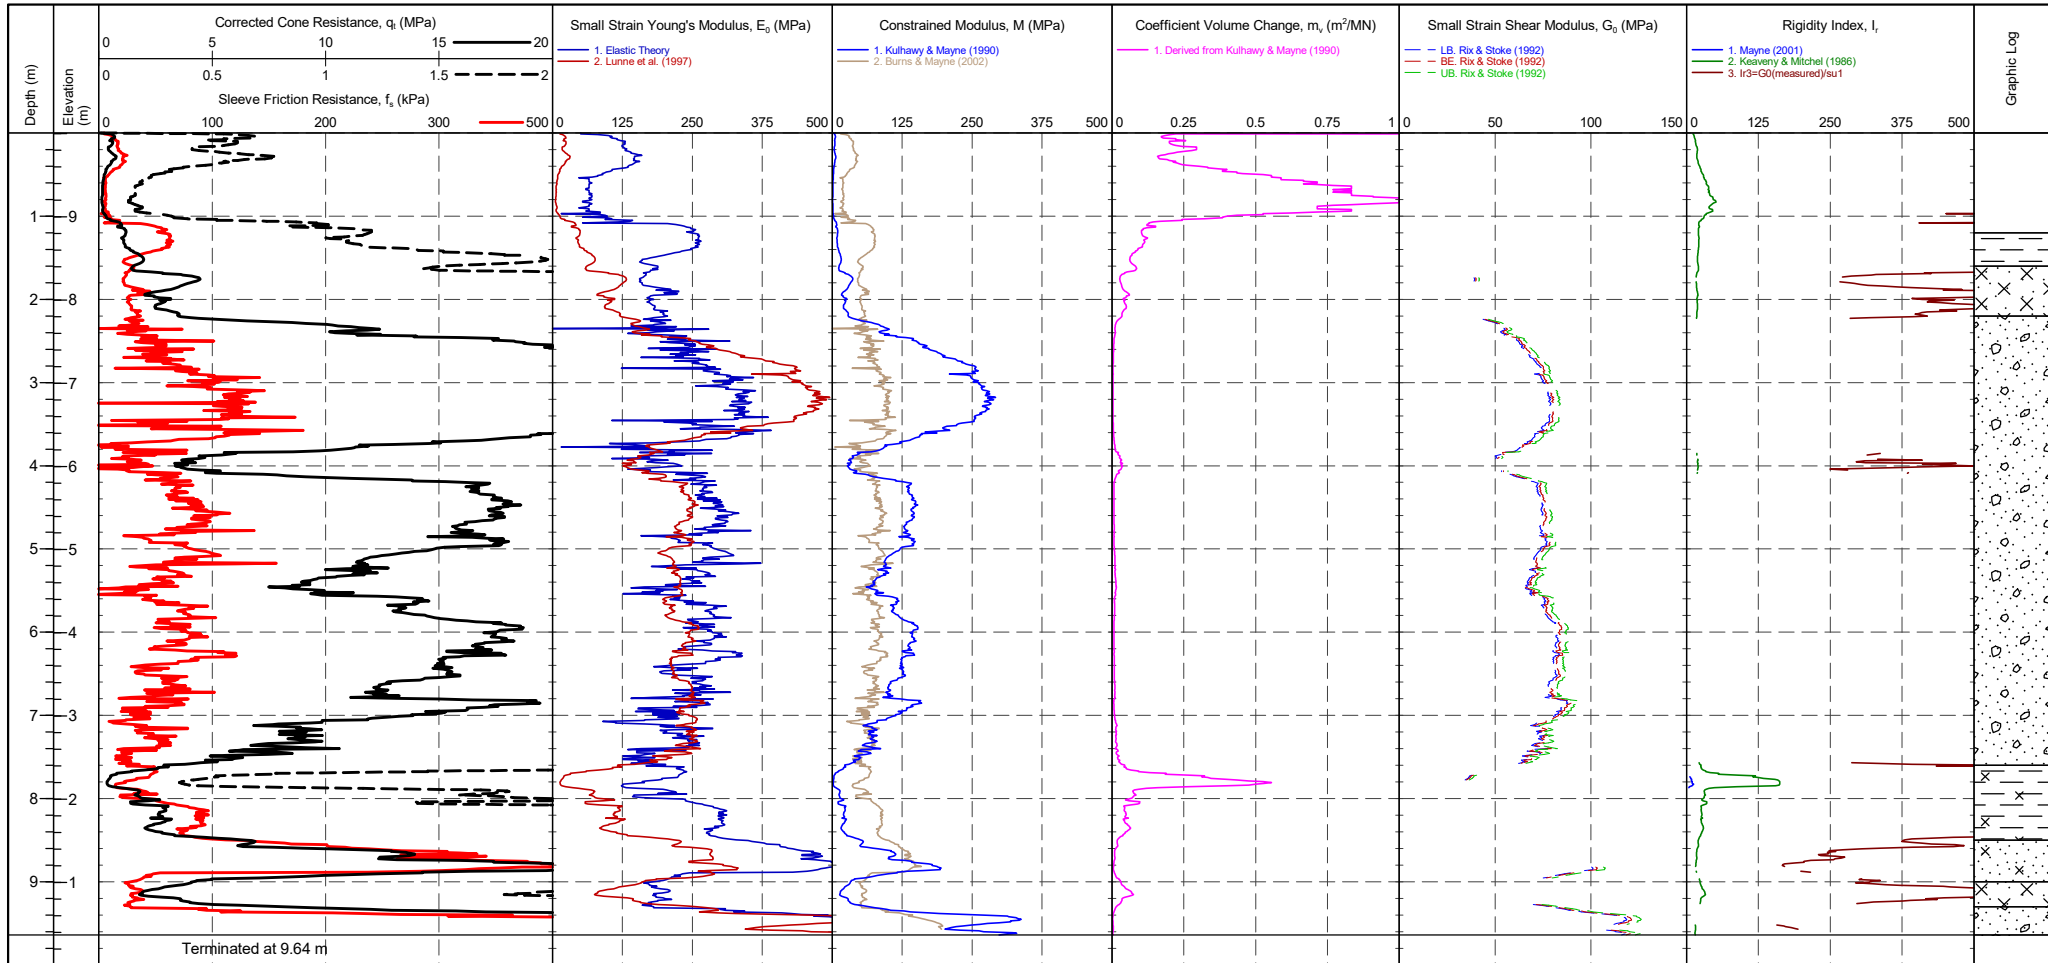 Depth (m)
Elevation (m)
Corrected Cone Resistance, qt (MPa)
0 5 10 15 20
0 0.5 1 1.5 2
Sleeve Friction Resistance, fs (kPa)
0 100 200 300 500
Small Strain Young's Modulus, E0 (MPa)
1. Elastic Theory
2. Lunne et al. (1997)
0 125 250 375 500
Constrained Modulus, M (MPa)
1. Kulhawy & Mayne (1990)
2. Burns & Mayne (2002)
0 125 250 375 500
Coefficient Volume Change, mv (m²/MN)
1. Derived from Kulhawy & Mayne (1990)
0 0.25 0.5 0.75 1
Small Strain Shear Modulus, G0 (MPa)
LB. Rix & Stoke (1992)
BE. Rix & Stoke (1992)
UB. Rix & Stoke (1992)
0 50 100 150
Rigidity Index, Ir
1. Mayne (2001)
2. Keaveny & Mitchel (1986)
3. Ir3=G0(measured)/su1
0 125 250 375 500
Graphic Log
1 9
2 8
3 7
4 6
5 5
6 4
7 3
8 2
9 1
Terminated at 9.64 m